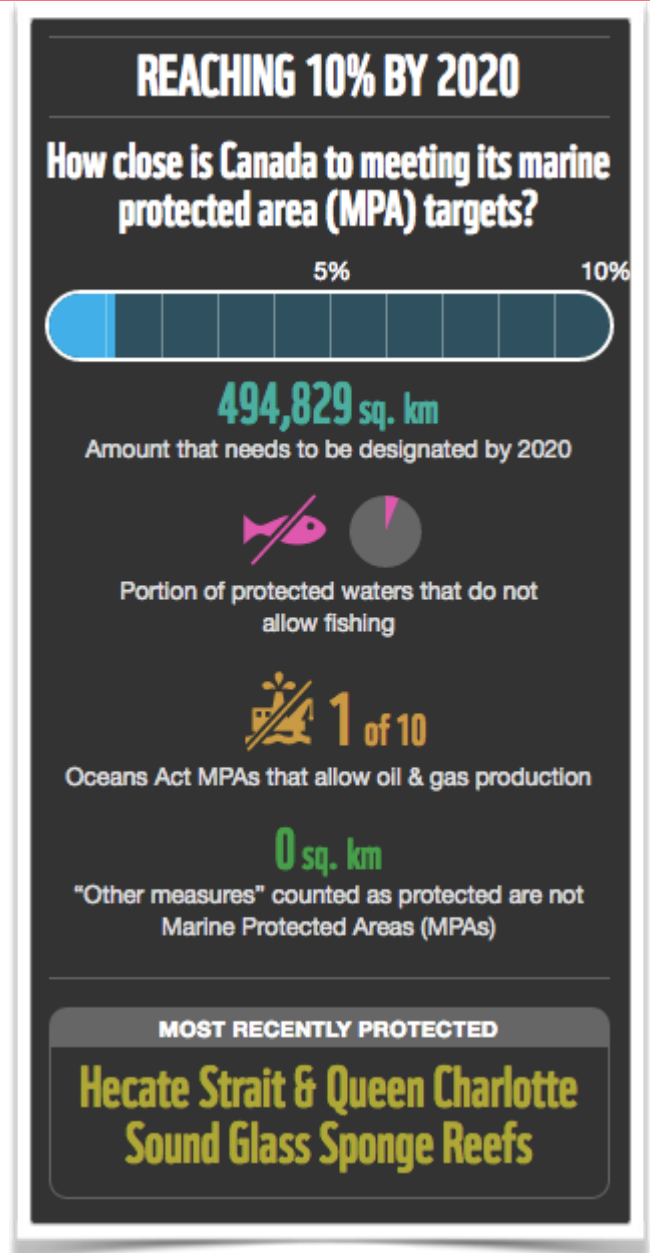 REACHING 10% BY 2020
How close is Canada to meeting its marine
protected area (MPA) targets?
5% 10%
494,829 sq. km
Amount that needs to be designated by 2020
Portion of protected waters that do not
allow fishing
1 of 10
Oceans Act MPAs that allow oil & gas production
0 sq. km
“Other measures” counted as protected are not
Marine Protected Areas (MPAs)
MOST RECENTLY PROTECTED
Hecate Strait & Queen Charlotte
Sound Glass Sponge Reefs